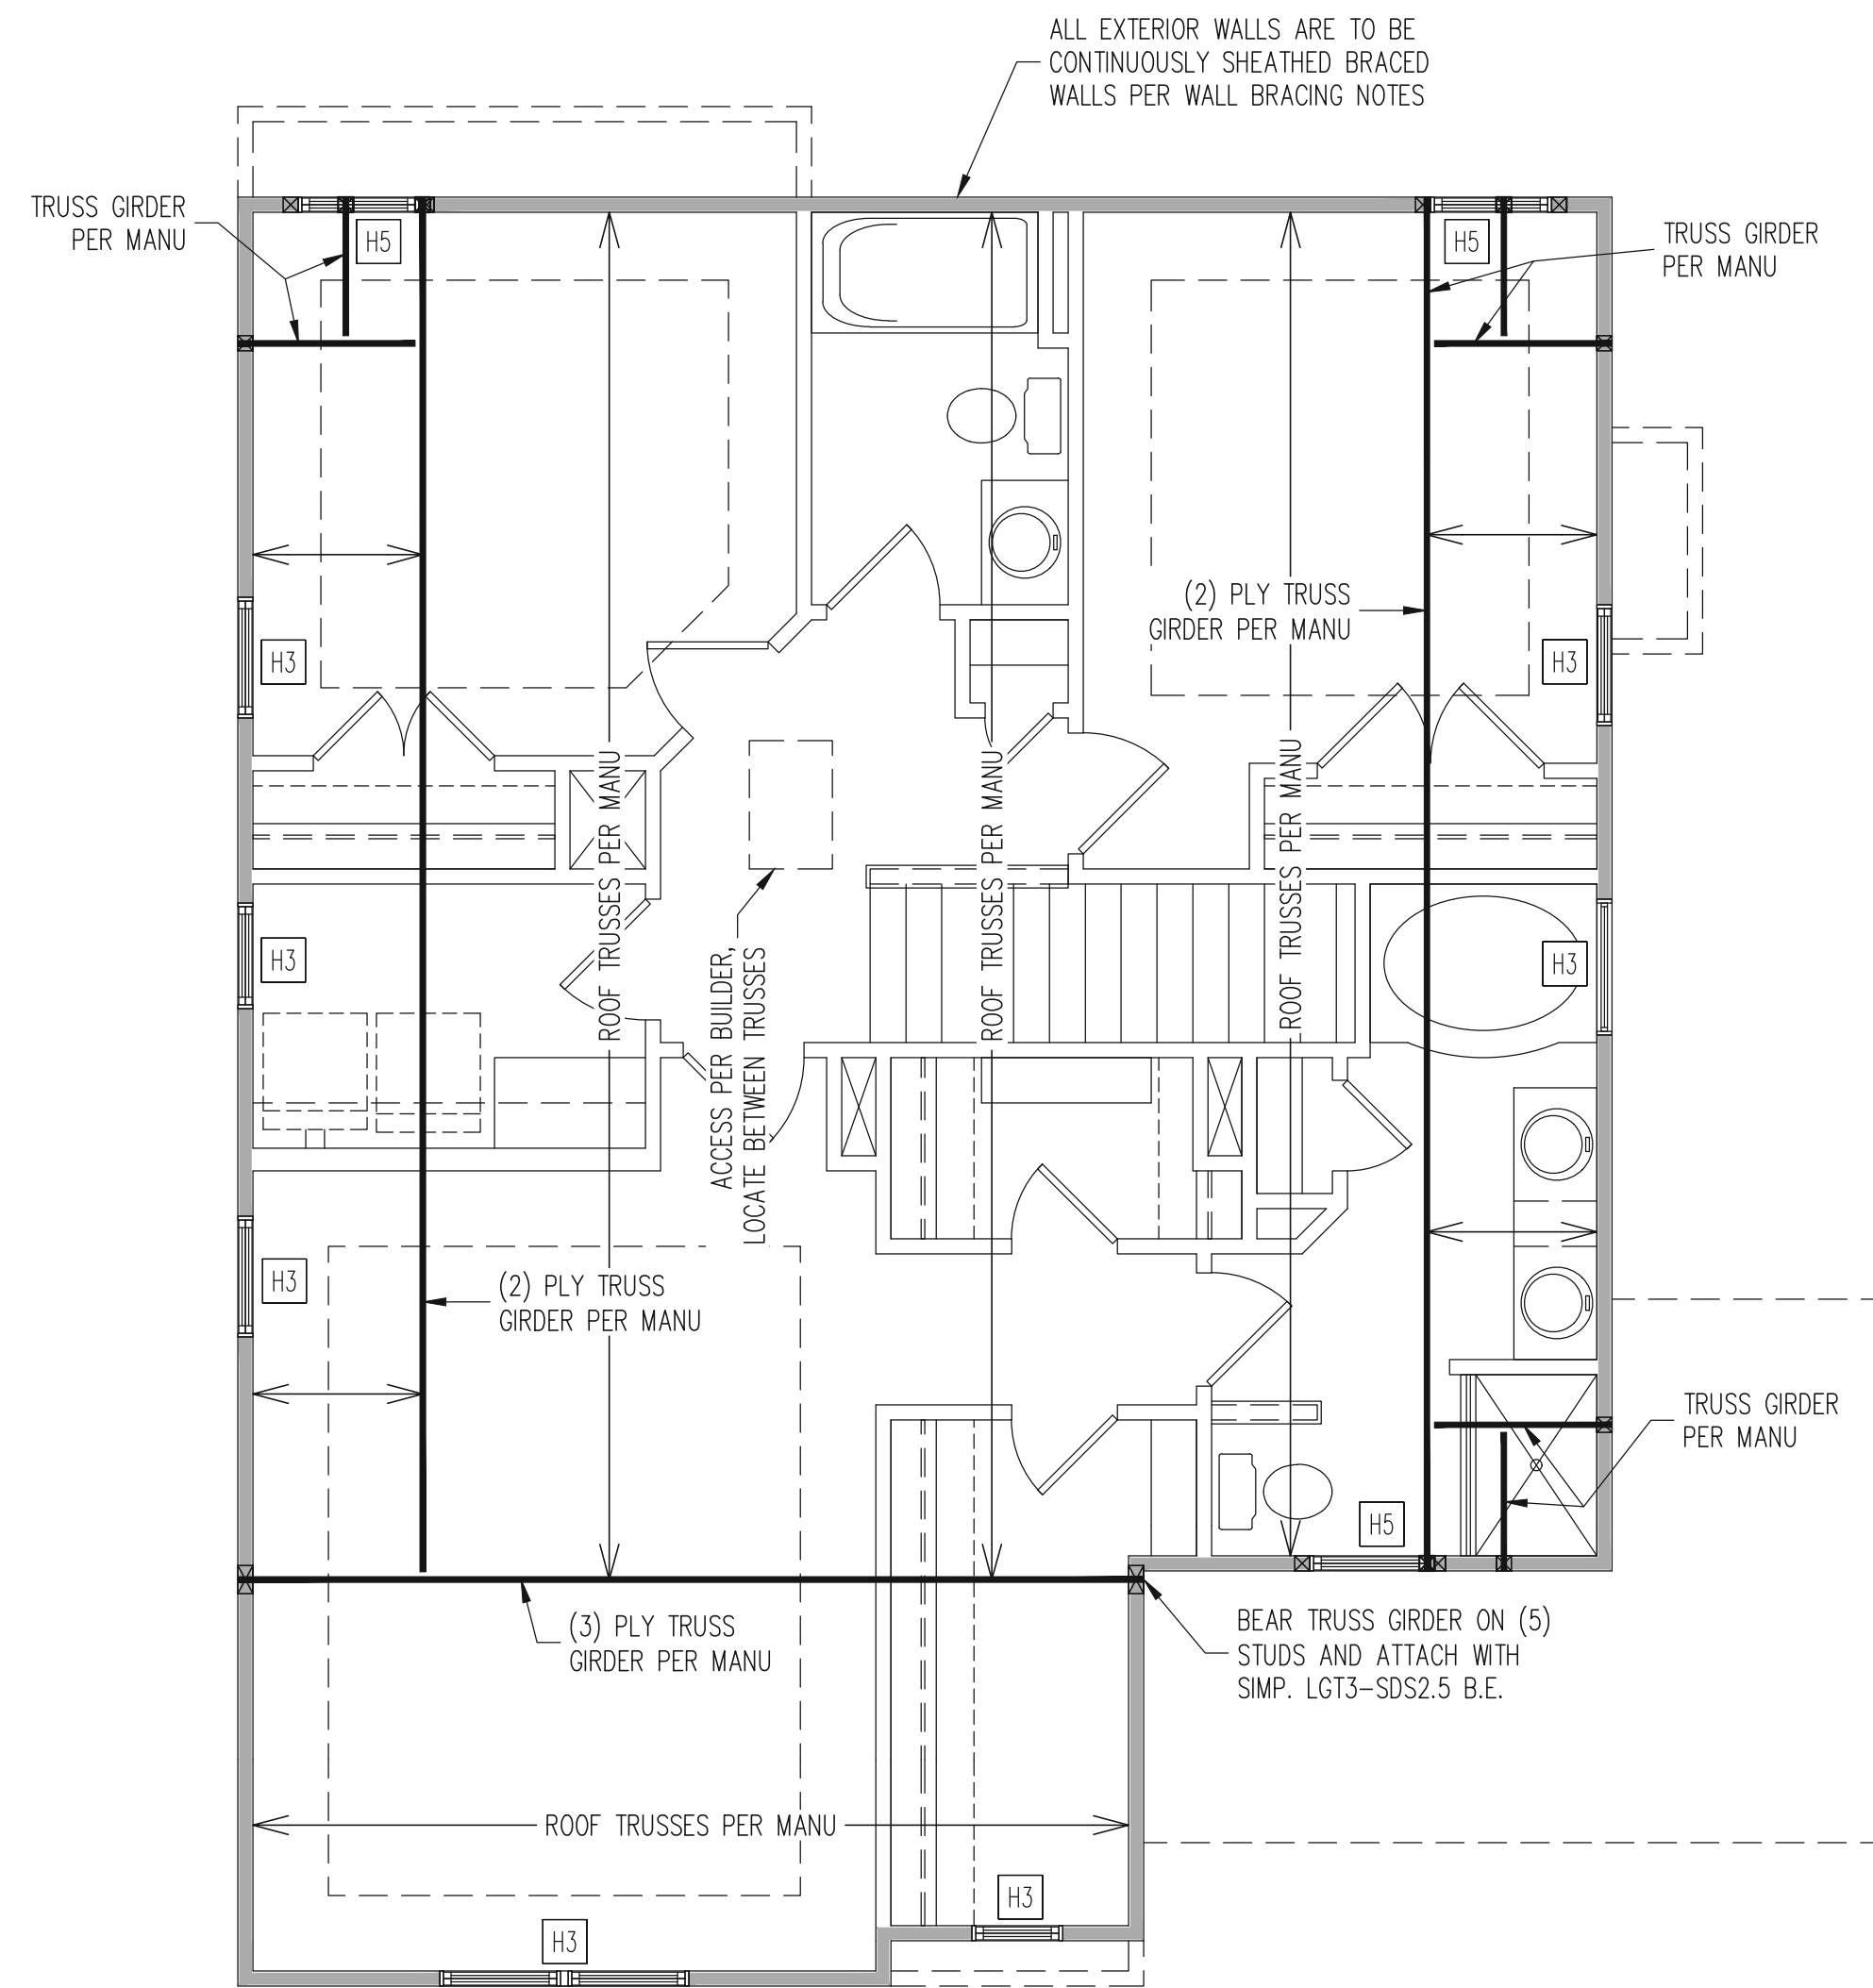 ALL EXTERIOR WALLS ARE TO BE
CONTINUOUSLY SHEATHED BRACED
WALLS PER WALL BRACING NOTES
TRUSS GIRDER
PER MANU
H5
H5
TRUSS GIRDER
PER MANU
(2) PLY TRUSS
GIRDER PER MANU
H3
H3
ROOF TRUSSES PER MANU
ROOF TRUSSES PER MANU
ROOF TRUSSES PER MANU
H3
H3
ACCESS PER BUILDER,
LOCATE BETWEEN TRUSSES
H3
(2) PLY TRUSS
GIRDER PER MANU
TRUSS GIRDER
PER MANU
H5
(3) PLY TRUSS
GIRDER PER MANU
BEAR TRUSS GIRDER ON (5)
STUDS AND ATTACH WITH
SIMP. LGT3-SDS2.5 B.E.
ROOF TRUSSES PER MANU
H3
H3